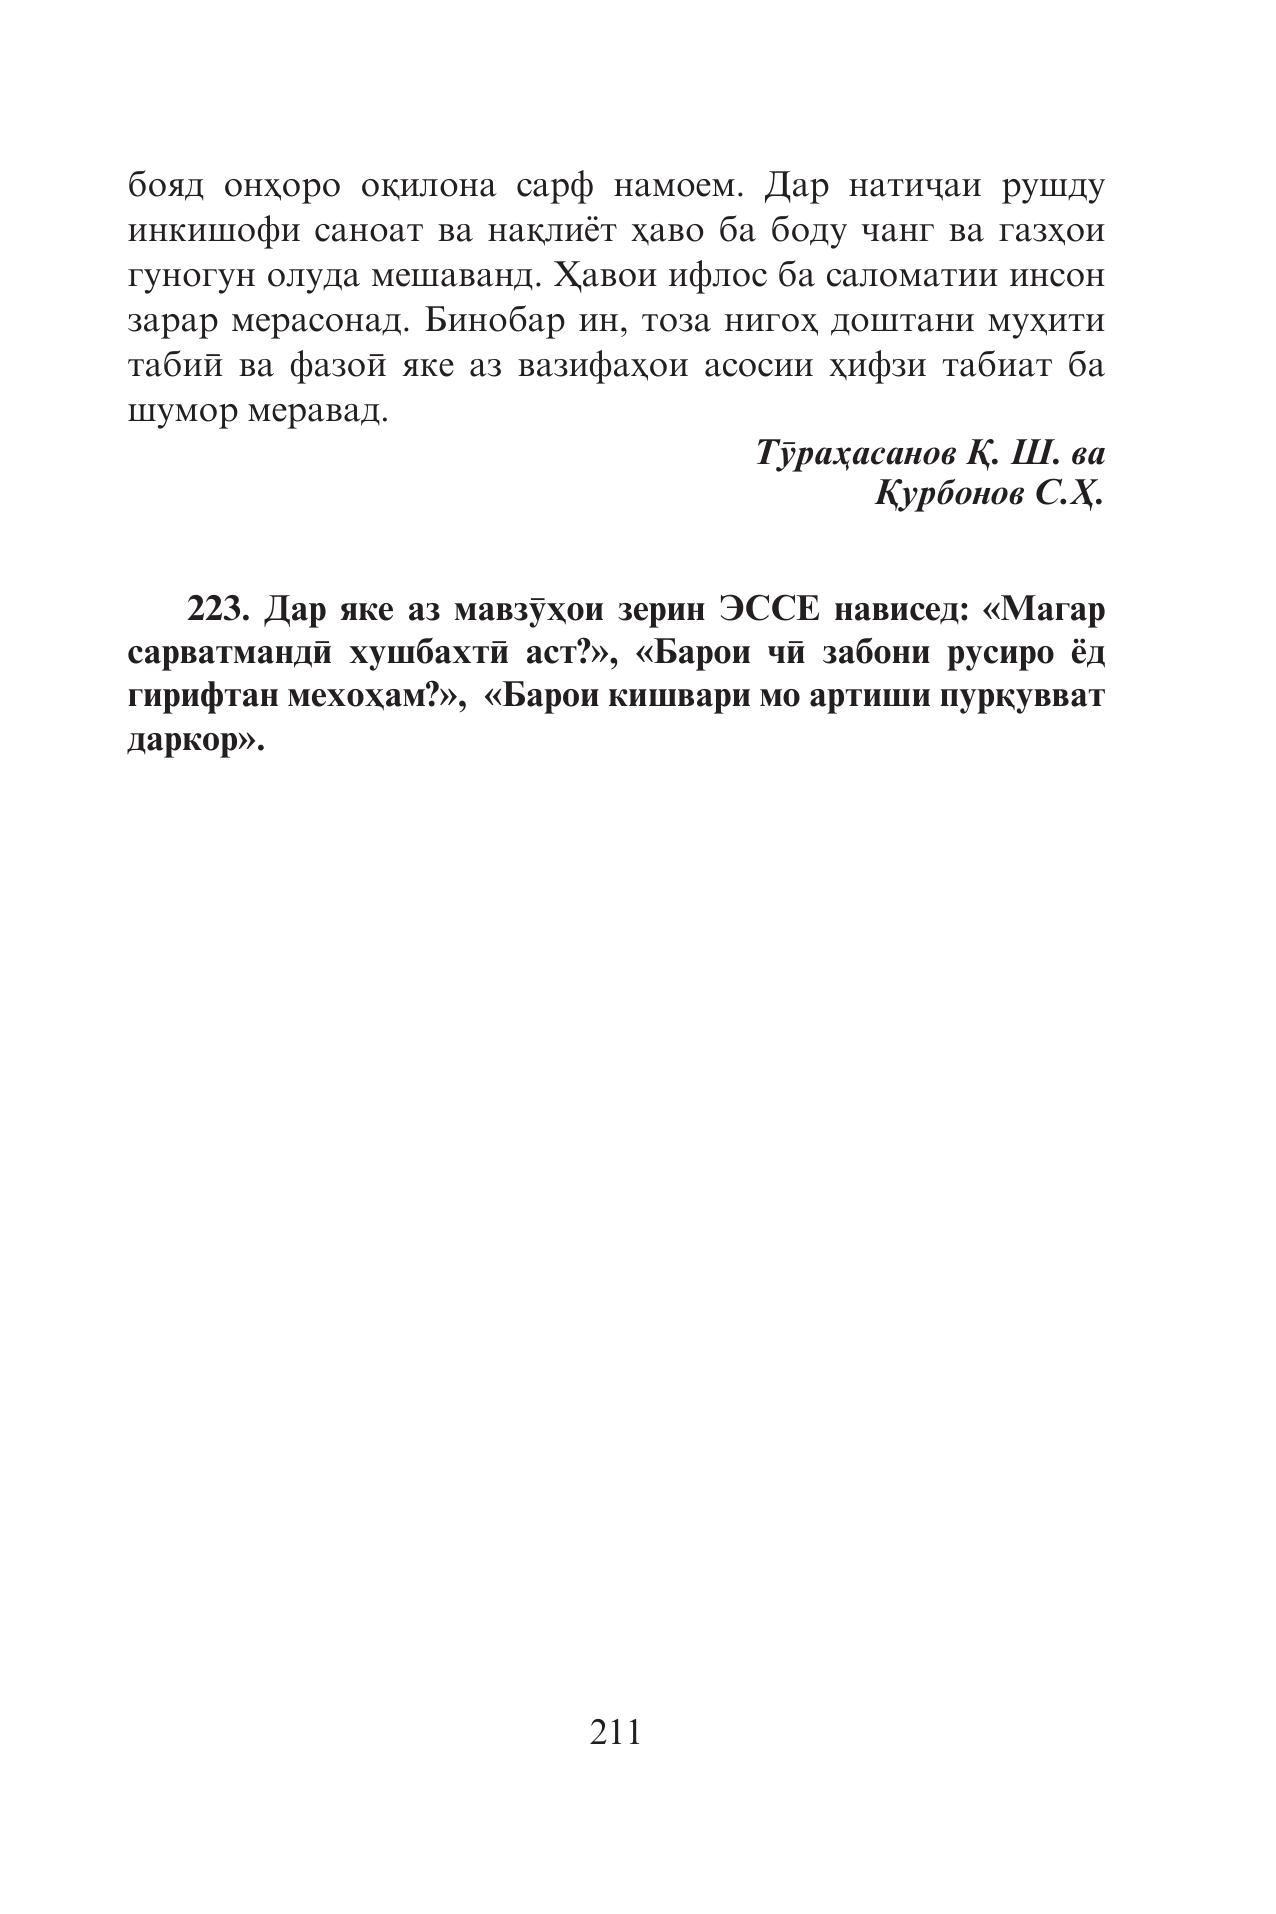 бояд онҳоро оқилона сарф намоем. Дар натиҷаи рушду
инкишофи саноат ва нақлиёт ҳаво ба боду чанг ва газҳои
гуногун олуда мешаванд. Ҳавои ифлос ба саломатии инсон
зарар мерасонад. Бинобар ин, тоза нигоҳ доштани муҳити
табиӣ ва фазоӣ яке аз вазифаҳои асосии ҳифзи табиат ба
шумор меравад.
Тӯраҳасанов Қ. Ш. ва
Қурбонов С.Ҳ.
223. Дар яке аз мавзӯҳои зерин ЭССЕ нависед: «Магар
сарватмандӣ хушбахтӣ аст?», «Барои чӣ забони русиро ёд
гирифтан мехоҳам?», «Барои кишвари мо артиши пурқувват
даркор».
211